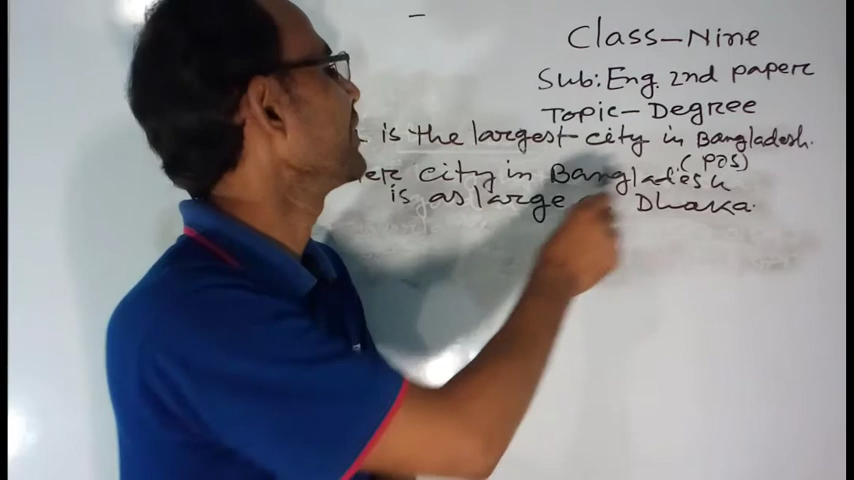 Class-Nine
Sub: Eng. 2nd paper
Topic-Degree
is the largest city in Bangladesh.
(pos)
city in Bangladesh
is as large Dhaka.